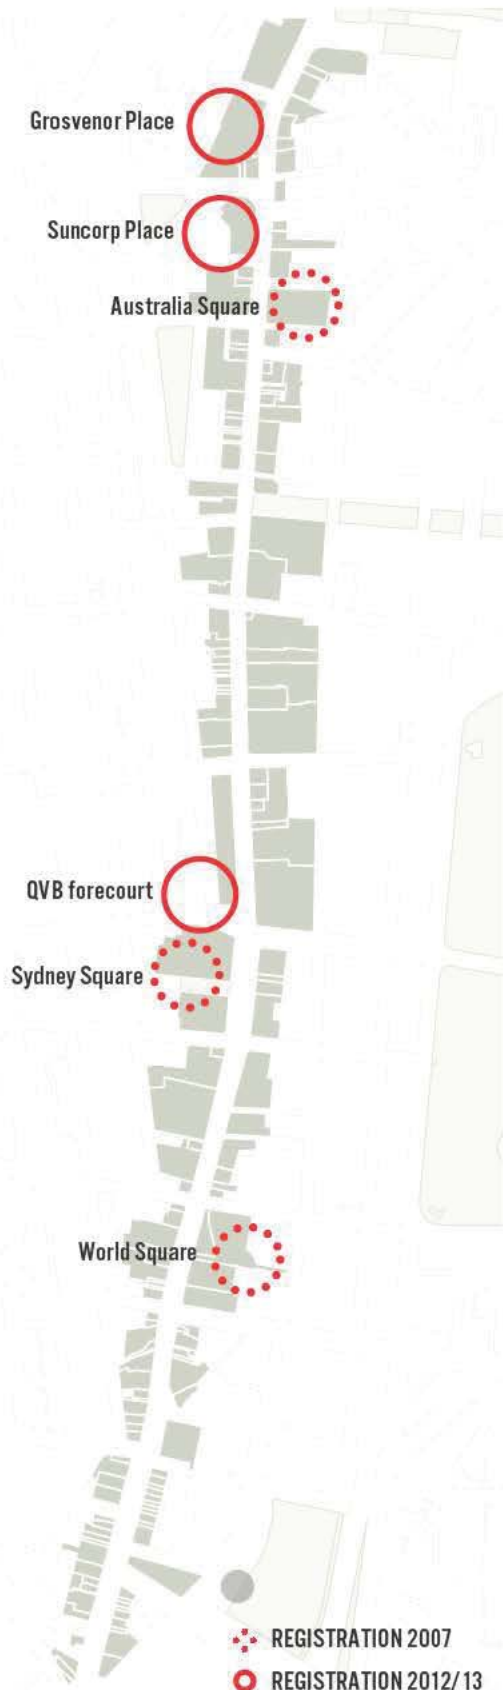 Grosvenor Place
Suncorp Place
Australia Square
QVB forecourt
Sydney Square
World Square
REGISTRATION 2007
REGISTRATION 2012/13